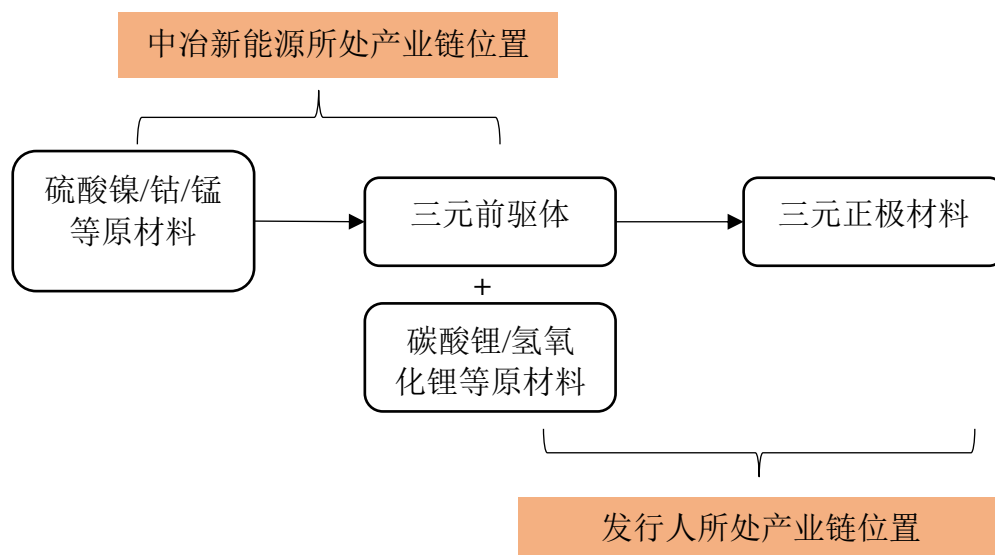 中冶新能源所处产业链位置
硫酸镍/钴/锰
等原材料
三元前驱体
三元正极材料
+
碳酸锂/氢氧
化锂等原材料
发行人所处产业链位置